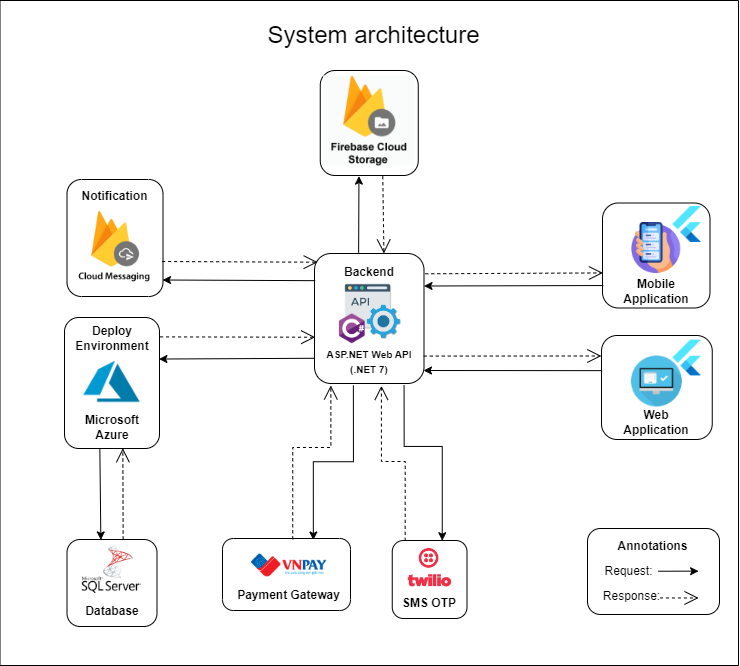 System architecture
Firebase Cloud
Storage
Notification
Cloud Messaging
Backend
API
C#
ASP.NET Web API
(.NET 7)
Mobile
Application
Deploy
Environment
Microsoft
Azure
Web
Application
Microsoft
SQL Server
Database
VNPAY
Payment Gateway
twilio
SMS OTP
Annotations
Request:
Response: